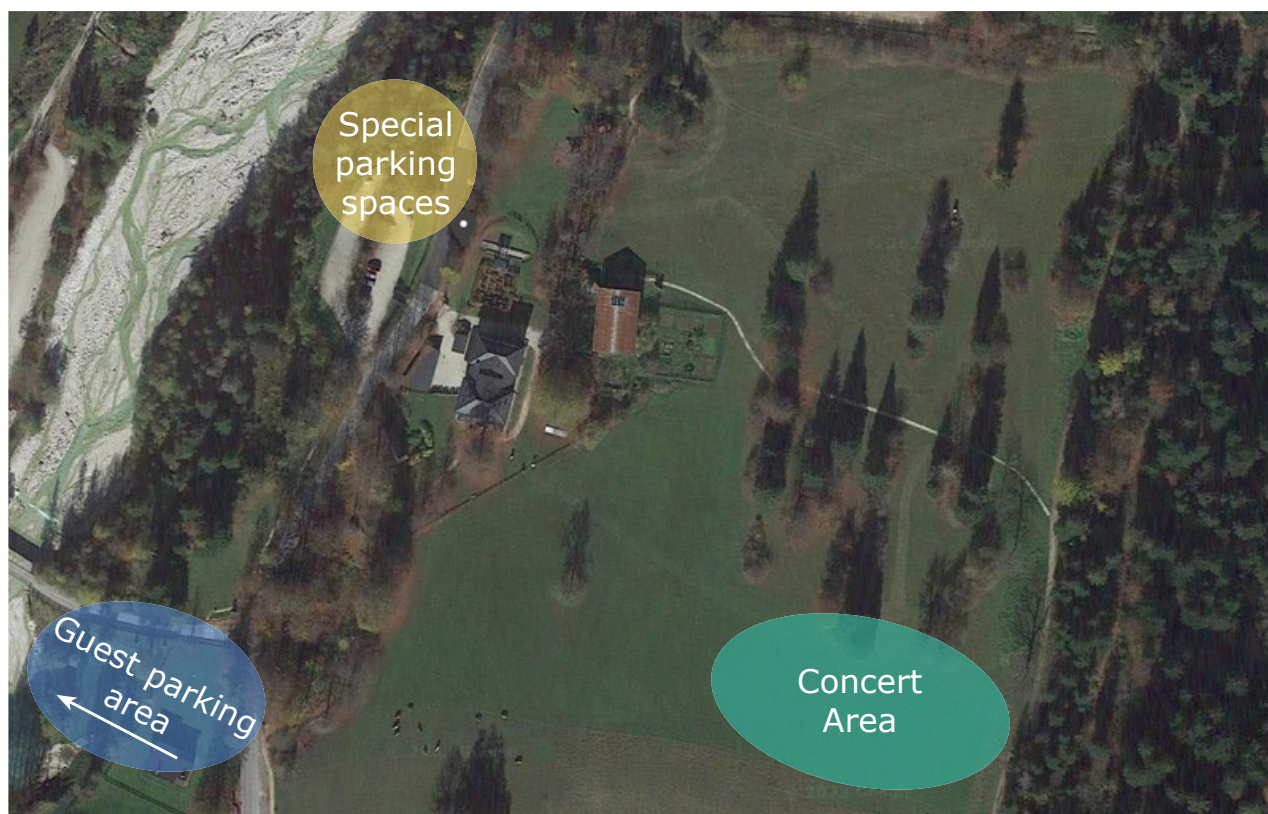 Special
parking
spaces
Guest parking
area
Concert
Area